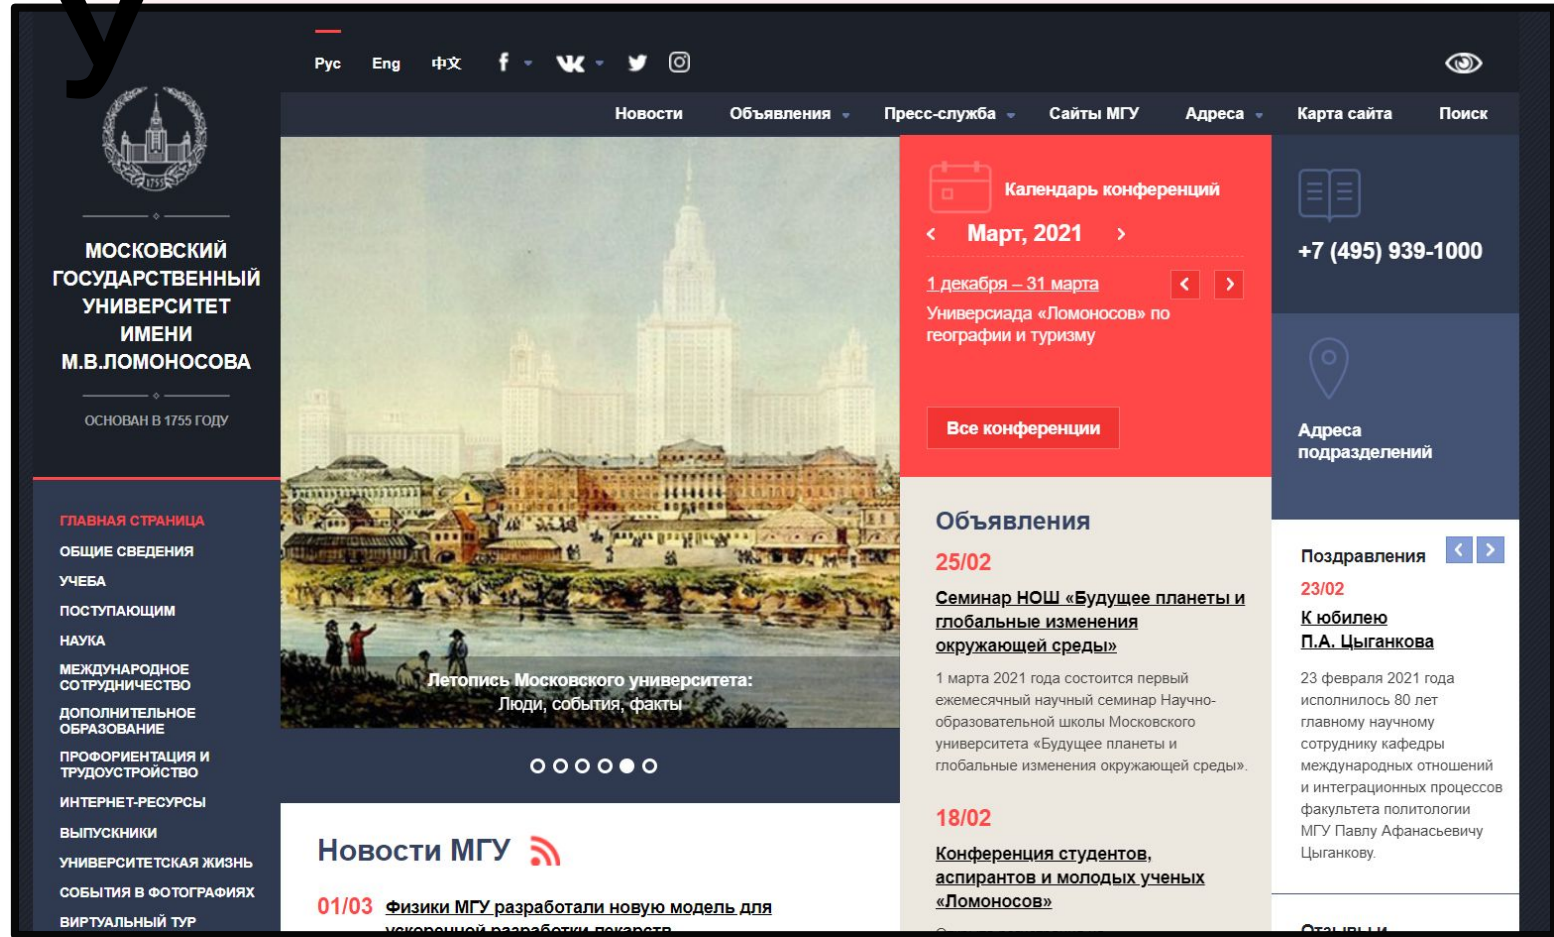 у
Рус Eng 中文
Новости Объявления Пресс-служба Сайты МГУ Адреса Карта сайта Поиск
1755
МОСКОВСКИЙ
ГОСУДАРСТВЕННЫЙ
УНИВЕРСИТЕТ
ИМЕНИ
М.В.ЛОМОНОСОВА
ОСНОВАН В 1755 ГОДУ
ГЛАВНАЯ СТРАНИЦА
ОБЩИЕ СВЕДЕНИЯ
УЧЕБА
ПОСТУПАЮЩИМ
НАУКА
МЕЖДУНАРОДНОЕ
СОТРУДНИЧЕСТВО
ДОПОЛНИТЕЛЬНОЕ
ОБРАЗОВАНИЕ
ПРОФОРИЕНТАЦИЯ И
ТРУДОУСТРОЙСТВО
ИНТЕРНЕТ-РЕСУРСЫ
ВЫПУСКНИКИ
УНИВЕРСИТЕТСКАЯ ЖИЗНЬ
СОБЫТИЯ В ФОТОГРАФИЯХ
ВИРТУАЛЬНЫЙ ТУР
Летопись Московского университета:
Люди, события, факты
Новости МГУ
01/03 Физики МГУ разработали новую модель для
ускоренной разработки лекарств
Календарь конференций
Март, 2021
1 декабря – 31 марта
Универсиада «Ломоносов» по
географии и туризму
Все конференции
Объявления
25/02
Семинар НОШ «Будущее планеты и
глобальные изменения
окружающей среды»
1 марта 2021 года состоится первый
ежемесячный научный семинар Научно-
образовательной школы Московского
университета «Будущее планеты и
глобальные изменения окружающей среды».
18/02
Конференция студентов,
аспирантов и молодых ученых
«Ломоносов»
+7 (495) 939-1000
Адреса
подразделений
Поздравления
23/02
К юбилею
П.А. Цыганкова
23 февраля 2021 года
исполнилось 80 лет
главному научному
сотруднику кафедры
международных отношений
и интеграционных процессов
факультета политологии
МГУ Павлу Афанасьевичу
Цыганкову.
Отзывы и